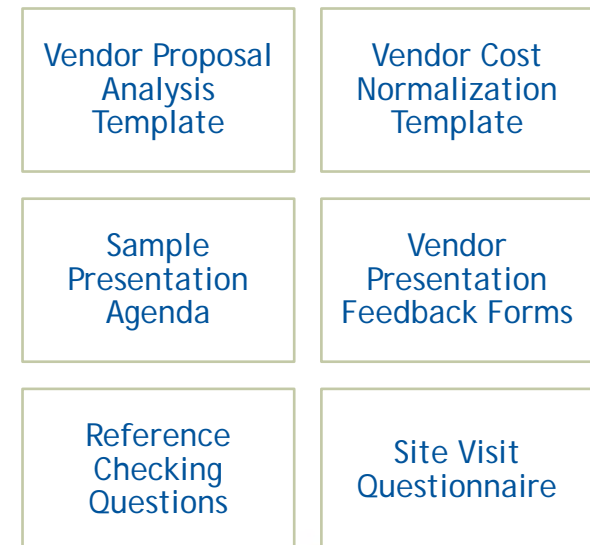 Vendor Proposal
Analysis
Template
Vendor Cost
Normalization
Template
Sample
Presentation
Agenda
Vendor
Presentation
Feedback Forms
Reference
Checking
Questions
Site Visit
Questionnaire